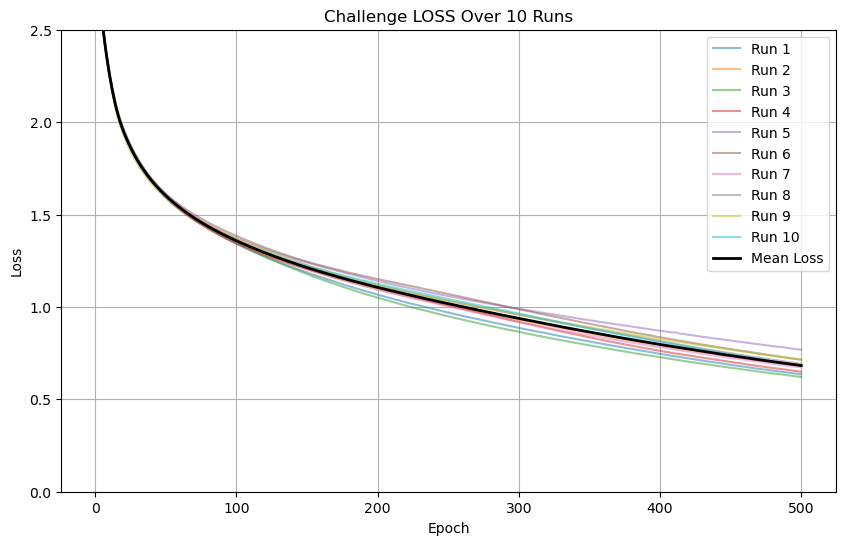 Challenge LOSS Over 10 Runs
2.5
2.0
1.5
1.0
0.5
0.0
Loss
0
100
200
300
400
500
Epoch
Run 1
Run 2
Run 3
Run 4
Run 5
Run 6
Run 7
Run 8
Run 9
Run 10
Mean Loss